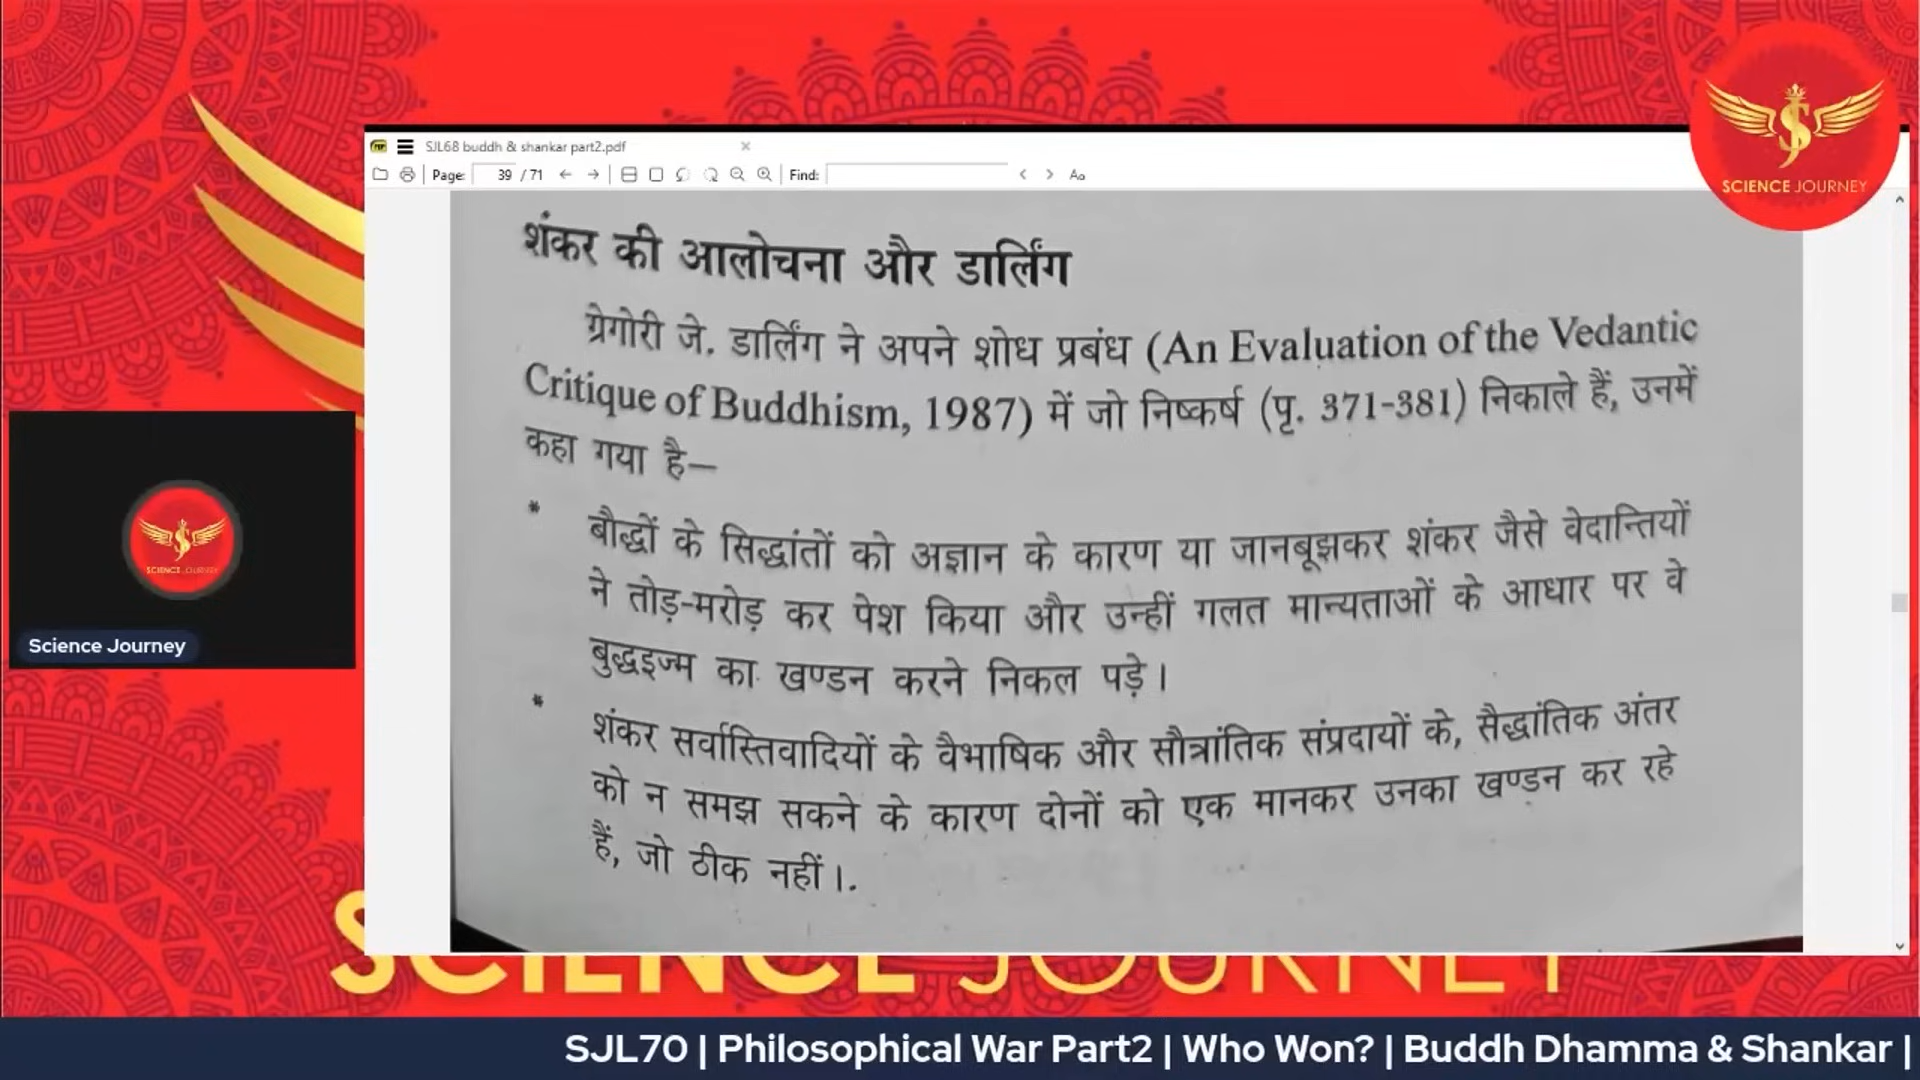 SCIENCE JOURNEY
SJL68 buddh & shankar part2.pdf
Page: 39 / 71 Find: Aa
शंकर की आलोचना और डार्लिंग
ग्रेगोरी जे. डार्लिंग ने अपने शोध प्रबंध (An Evaluation of the Vedantic
Critique of Buddhism, 1987) में जो निष्कर्ष (पृ. 371-381) निकाले हैं, उनमें
कहा गया है—
* बौद्धों के सिद्धांतों को अज्ञान के कारण या जानबूझकर शंकर जैसे वेदान्तियों
ने तोड़-मरोड़ कर पेश किया और उन्हीं गलत मान्यताओं के आधार पर वे
बुद्धइज्म का खण्डन करने निकल पड़े।
* शंकर सर्वास्तिवादियों के वैभाषिक और सौत्रांतिक संप्रदायों के, सैद्धांतिक अंतर
को न समझ सकने के कारण दोनों को एक मानकर उनका खण्डन कर रहे
हैं, जो ठीक नहीं।.
SCIENCE JOURNEY
Science Journey
SCIENCE JOURNEY
SJL70 | Philosophical War Part2 | Who Won? | Buddh Dhamma & Shankar |